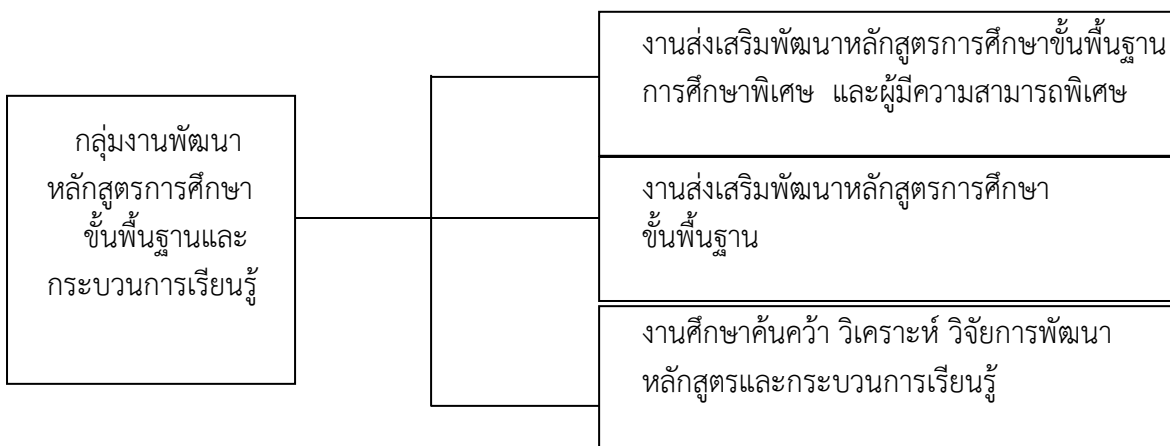 กลุ่มงานพัฒนา
หลักสูตรการศึกษา
ขั้นพื้นฐานและ
กระบวนการเรียนรู้
งานส่งเสริมพัฒนาหลักสูตรการศึกษาขั้นพื้นฐาน
การศึกษาพิเศษ และผู้มีความสามารถพิเศษ
งานส่งเสริมพัฒนาหลักสูตรการศึกษา
ขั้นพื้นฐาน
งานศึกษาค้นคว้า วิเคราะห์ วิจัยการพัฒนา
หลักสูตรและกระบวนการเรียนรู้